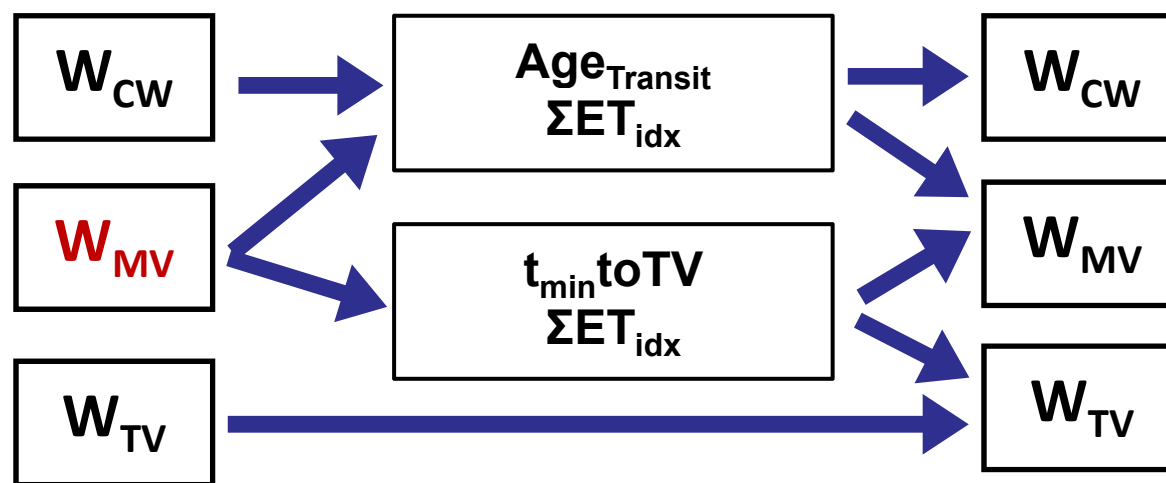 W_CW
Age_Transit
ΣET_idx
W_CW
W_MV
t_min toTV
ΣET_idx
W_MV
W_TV
W_TV